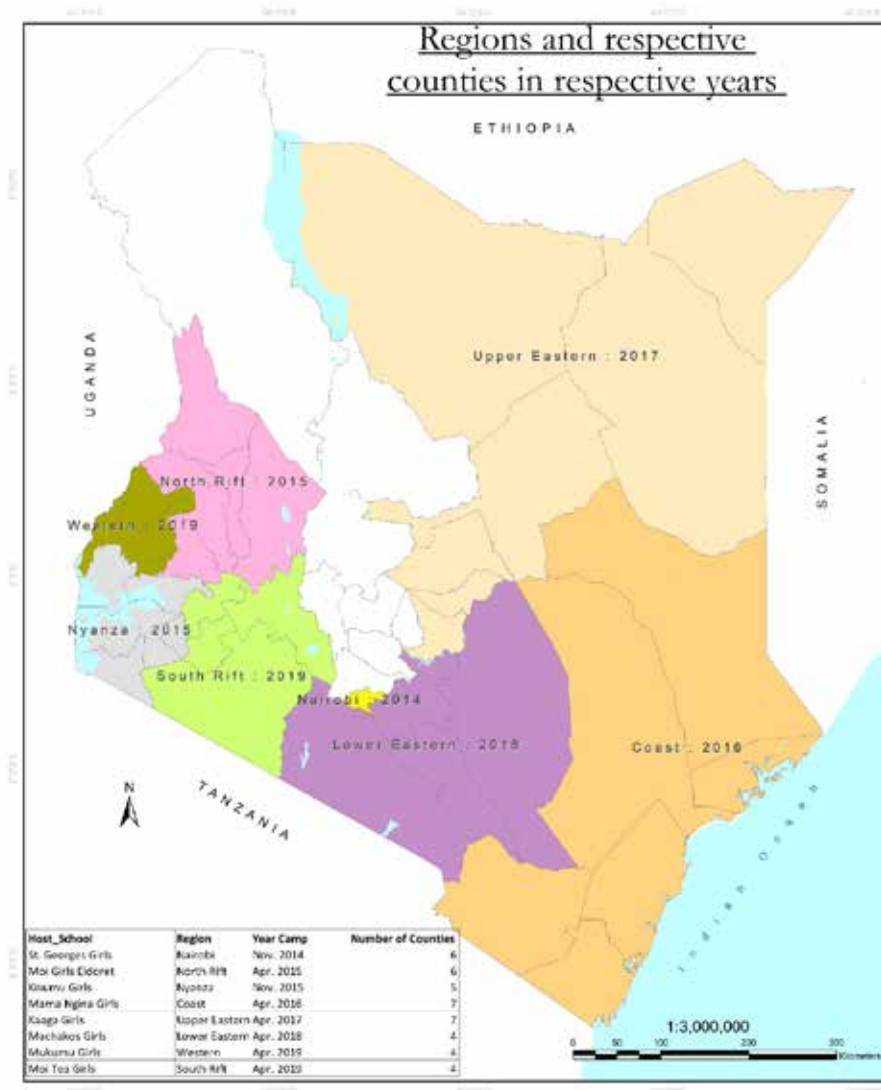 Regions and respective
counties in respective years
ETHIOPIA
UGANDA
Upper Eastern : 2017
SOMALIA
North Rift : 2015
Western : 2019
Nyanza : 2015
South Rift : 2019
Nairobi : 2014
Lower Eastern : 2018
Coast : 2016
N
TANZANIA
Indian Ocean
Host_School Region Year Camp Number of Counties
St. Georges Girls Nairobi Nov. 2014 6
Moi Girls Eldoret North Rift Apr. 2015 6
Kisumu Girls Nyanza Nov. 2015 5
Mama Ngina Girls Coast Apr. 2016 7
Kaaga Girls Upper Eastern Apr. 2017 7
Machakos Girls Lower Eastern Apr. 2018 4
Mukumu Girls Western Apr. 2019 4
Moi Tea Girls South Rift Apr. 2019 4
1:3,000,000
0 50 100 200 300
Kilometers